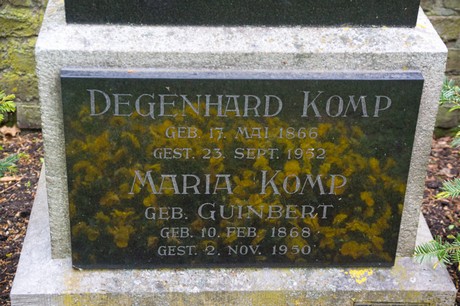 DEGENHARD KOMP
GEB. 17. MAI 1866
GEST. 23. SEPT. 1932
MARIA KOMP
GEB. GUINBERT
GEB. 10. FEB. 1868
GEST. 2. NOV. 1950